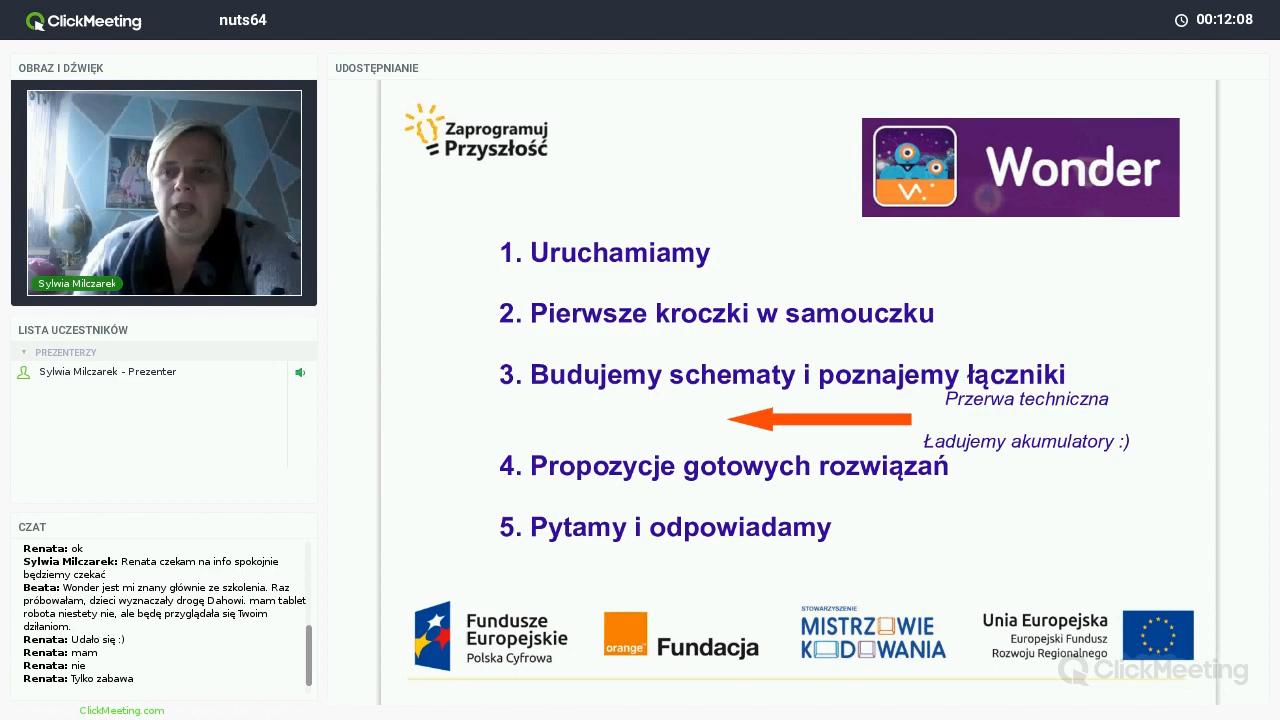 ClickMeeting
nuts64
00:12:08
OBRAZ I DŹWIĘK
Sylwia Milczarek
LISTA UCZESTNIKÓW
PREZENTERZY
Sylwia Milczarek - Prezenter
CZAT
Renata: ok
Sylwia Milczarek: Renata czekam na info spokojnie
będziemy czekać
Beata: Wonder jest mi znany głównie ze szkolenia. Raz
próbowałam, dzieci wyznaczały drogę Dahowi. mam tablet
robota niestety nie, ale będę przyglądała się Twoim
dziłaniom.
Renata: Udało się :)
Renata: mam
Renata: nie
Renata: Tylko zabawa
ClickMeeting.com
UDOSTĘPNIANIE
Zaprogramuj
Przyszłość
Wonder
1. Uruchamiamy
2. Pierwsze kroczki w samouczku
3. Budujemy schematy i poznajemy łączniki
Przerwa techniczna
Ładujemy akumulatory :)
4. Propozycje gotowych rozwiązań
5. Pytamy i odpowiadamy
Fundusze
Europejskie
Polska Cyfrowa
orange™
Fundacja
STOWARZYSZENIE
MISTRZOWIE
KODOWANIA
Unia Europejska
Europejski Fundusz
Rozwoju Regionalnego
ClickMeeting